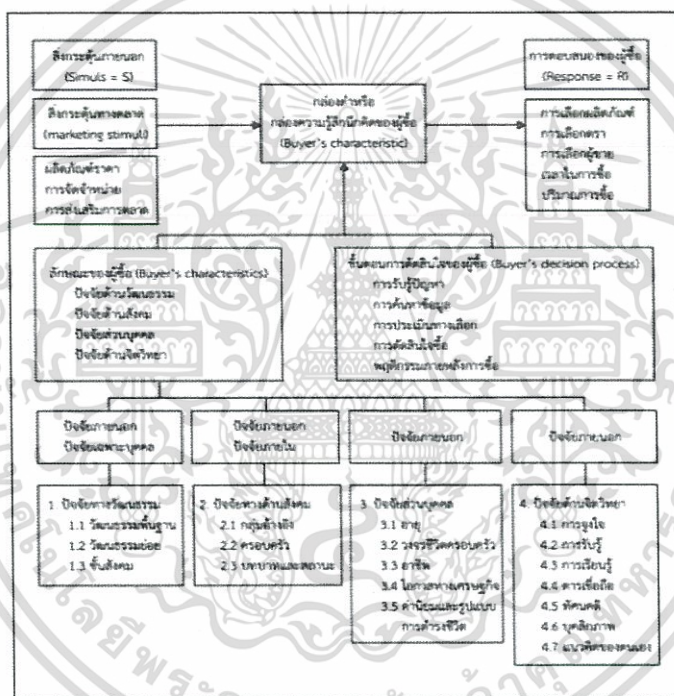 สิ่งกระตุ้นภายนอก
(Simuls = S)
สิ่งกระตุ้นทางตลาด
(marketing stimul)
ผลิตภัณฑ์ราคา
การจัดจำหน่าย
การส่งเสริมการตลาด
กล่องดำหรือ
กล่องความรู้สึกนึกคิดของผู้ซื้อ
(Buyer's characteristic)
การตอบสนองของผู้ซื้อ
(Response = R)
การเลือกผลิตภัณฑ์
การเลือกตรา
การเลือกผู้ขาย
เวลาในการซื้อ
ปริมาณการซื้อ
ลักษณะของผู้ซื้อ (Buyer's characteristics)
ปัจจัยด้านวัฒนธรรม
ปัจจัยด้านสังคม
ปัจจัยส่วนบุคคล
ปัจจัยด้านจิตวิทยา
ขั้นตอนการตัดสินใจของผู้ซื้อ (Buyer's decision process)
การรับรู้ปัญหา
การค้นหาข้อมูล
การประเมินทางเลือก
การตัดสินใจซื้อ
พฤติกรรมภายหลังการซื้อ
ปัจจัยภายนอก
ปัจจัยเฉพาะบุคคล
ปัจจัยภายนอก
ปัจจัยภายใน
ปัจจัยภายนอก
ปัจจัยภายนอก
1. ปัจจัยทางวัฒนธรรม
1.1 วัฒนธรรมพื้นฐาน
1.2 วัฒนธรรมย่อย
1.3 ชั้นสังคม
2. ปัจจัยทางด้านสังคม
2.1 กลุ่มอ้างอิง
2.2 ครอบครัว
2.3 บทบาทและสถานะ
3. ปัจจัยส่วนบุคคล
3.1 อายุ
3.2 วงจรชีวิตครอบครัว
3.3 อาชีพ
3.4 โอกาสทางเศรษฐกิจ
3.5 ค่านิยมและรูปแบบ
การดำรงชีวิต
4. ปัจจัยด้านจิตวิทยา
4.1 การจูงใจ
4.2 การรับรู้
4.3 การเรียนรู้
4.4 ความเชื่อถือ
4.5 ทัศนคติ
4.6 บุคลิกภาพ
4.7 แนวคิดของตนเอง